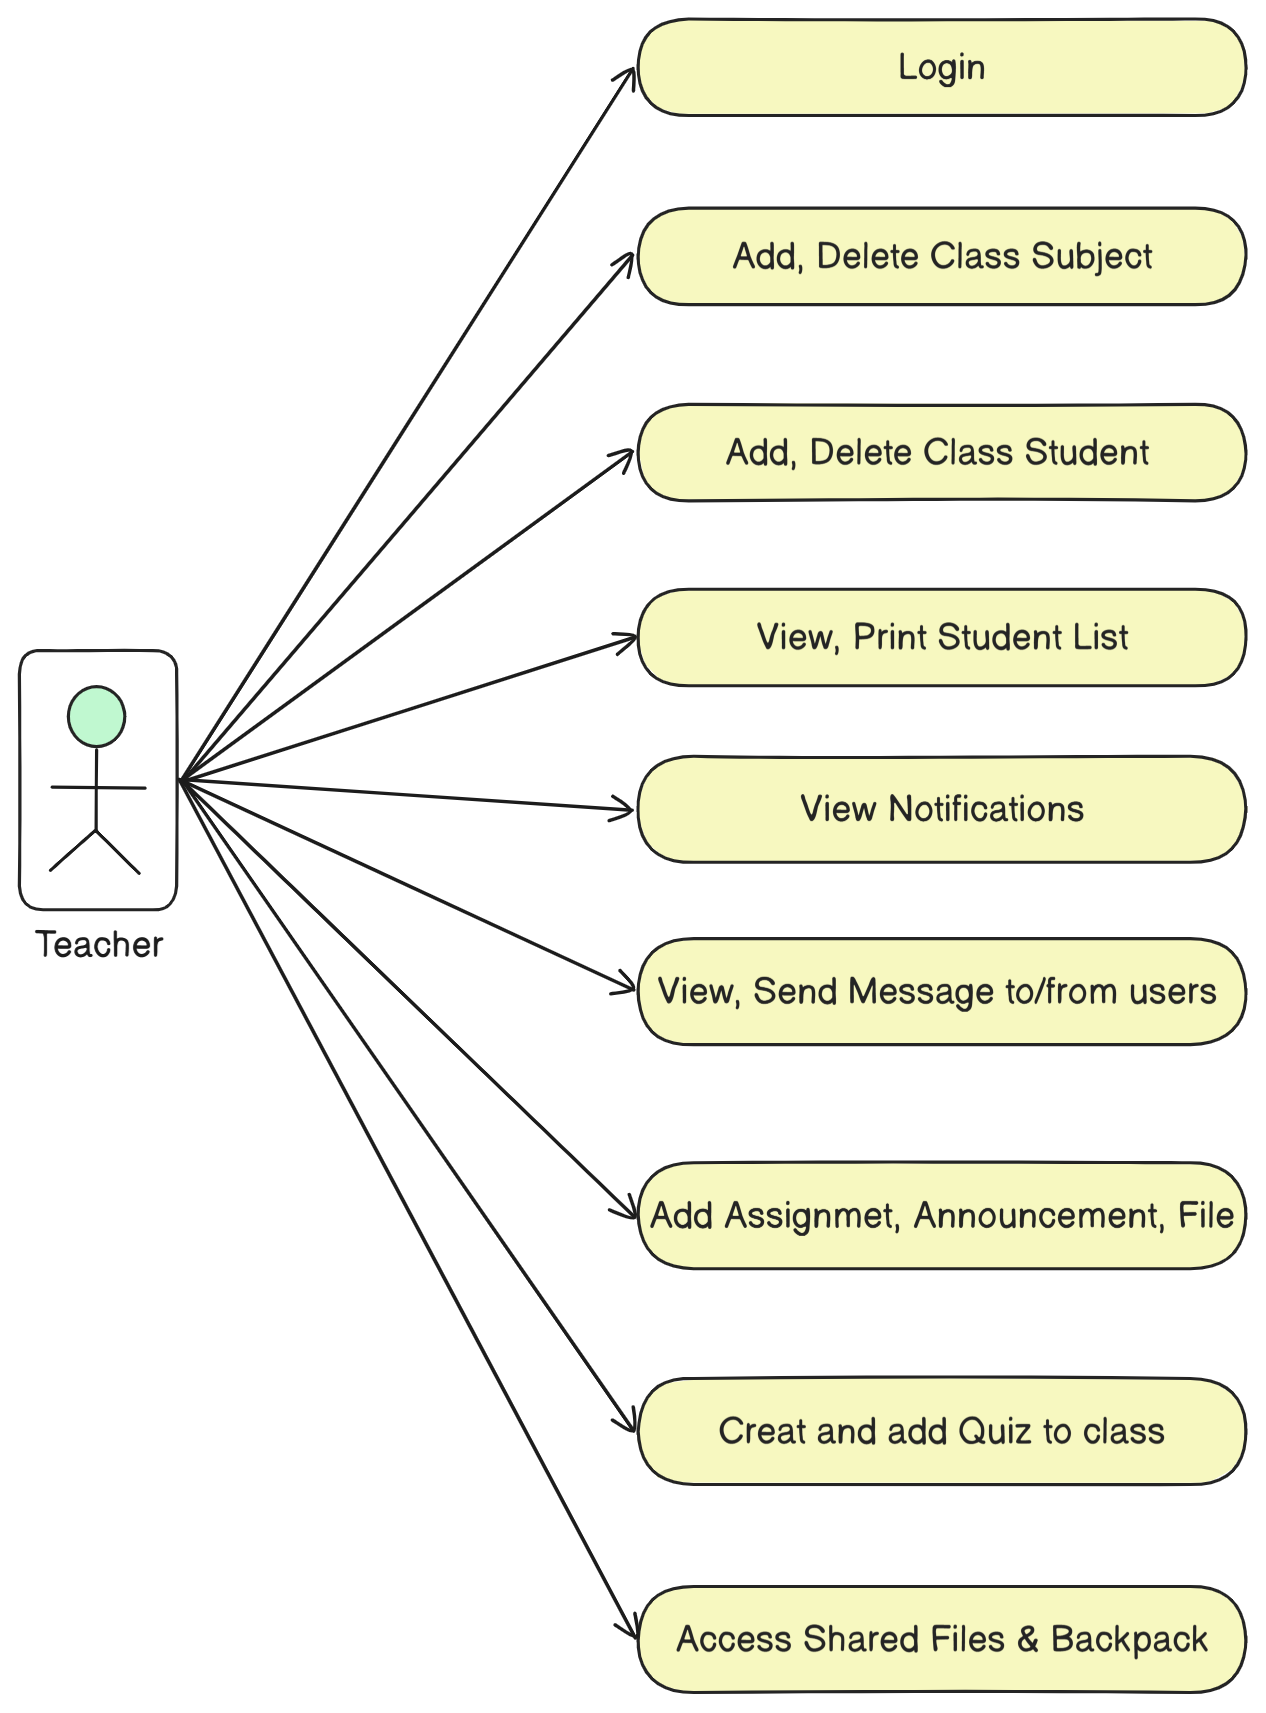 Login
Add, Delete Class Subject
Add, Delete Class Student
View, Print Student List
View Notifications
Teacher
View, Send Message to/from users
Add Assignmet, Announcement, File
Creat and add Quiz to class
Access Shared Files & Backpack